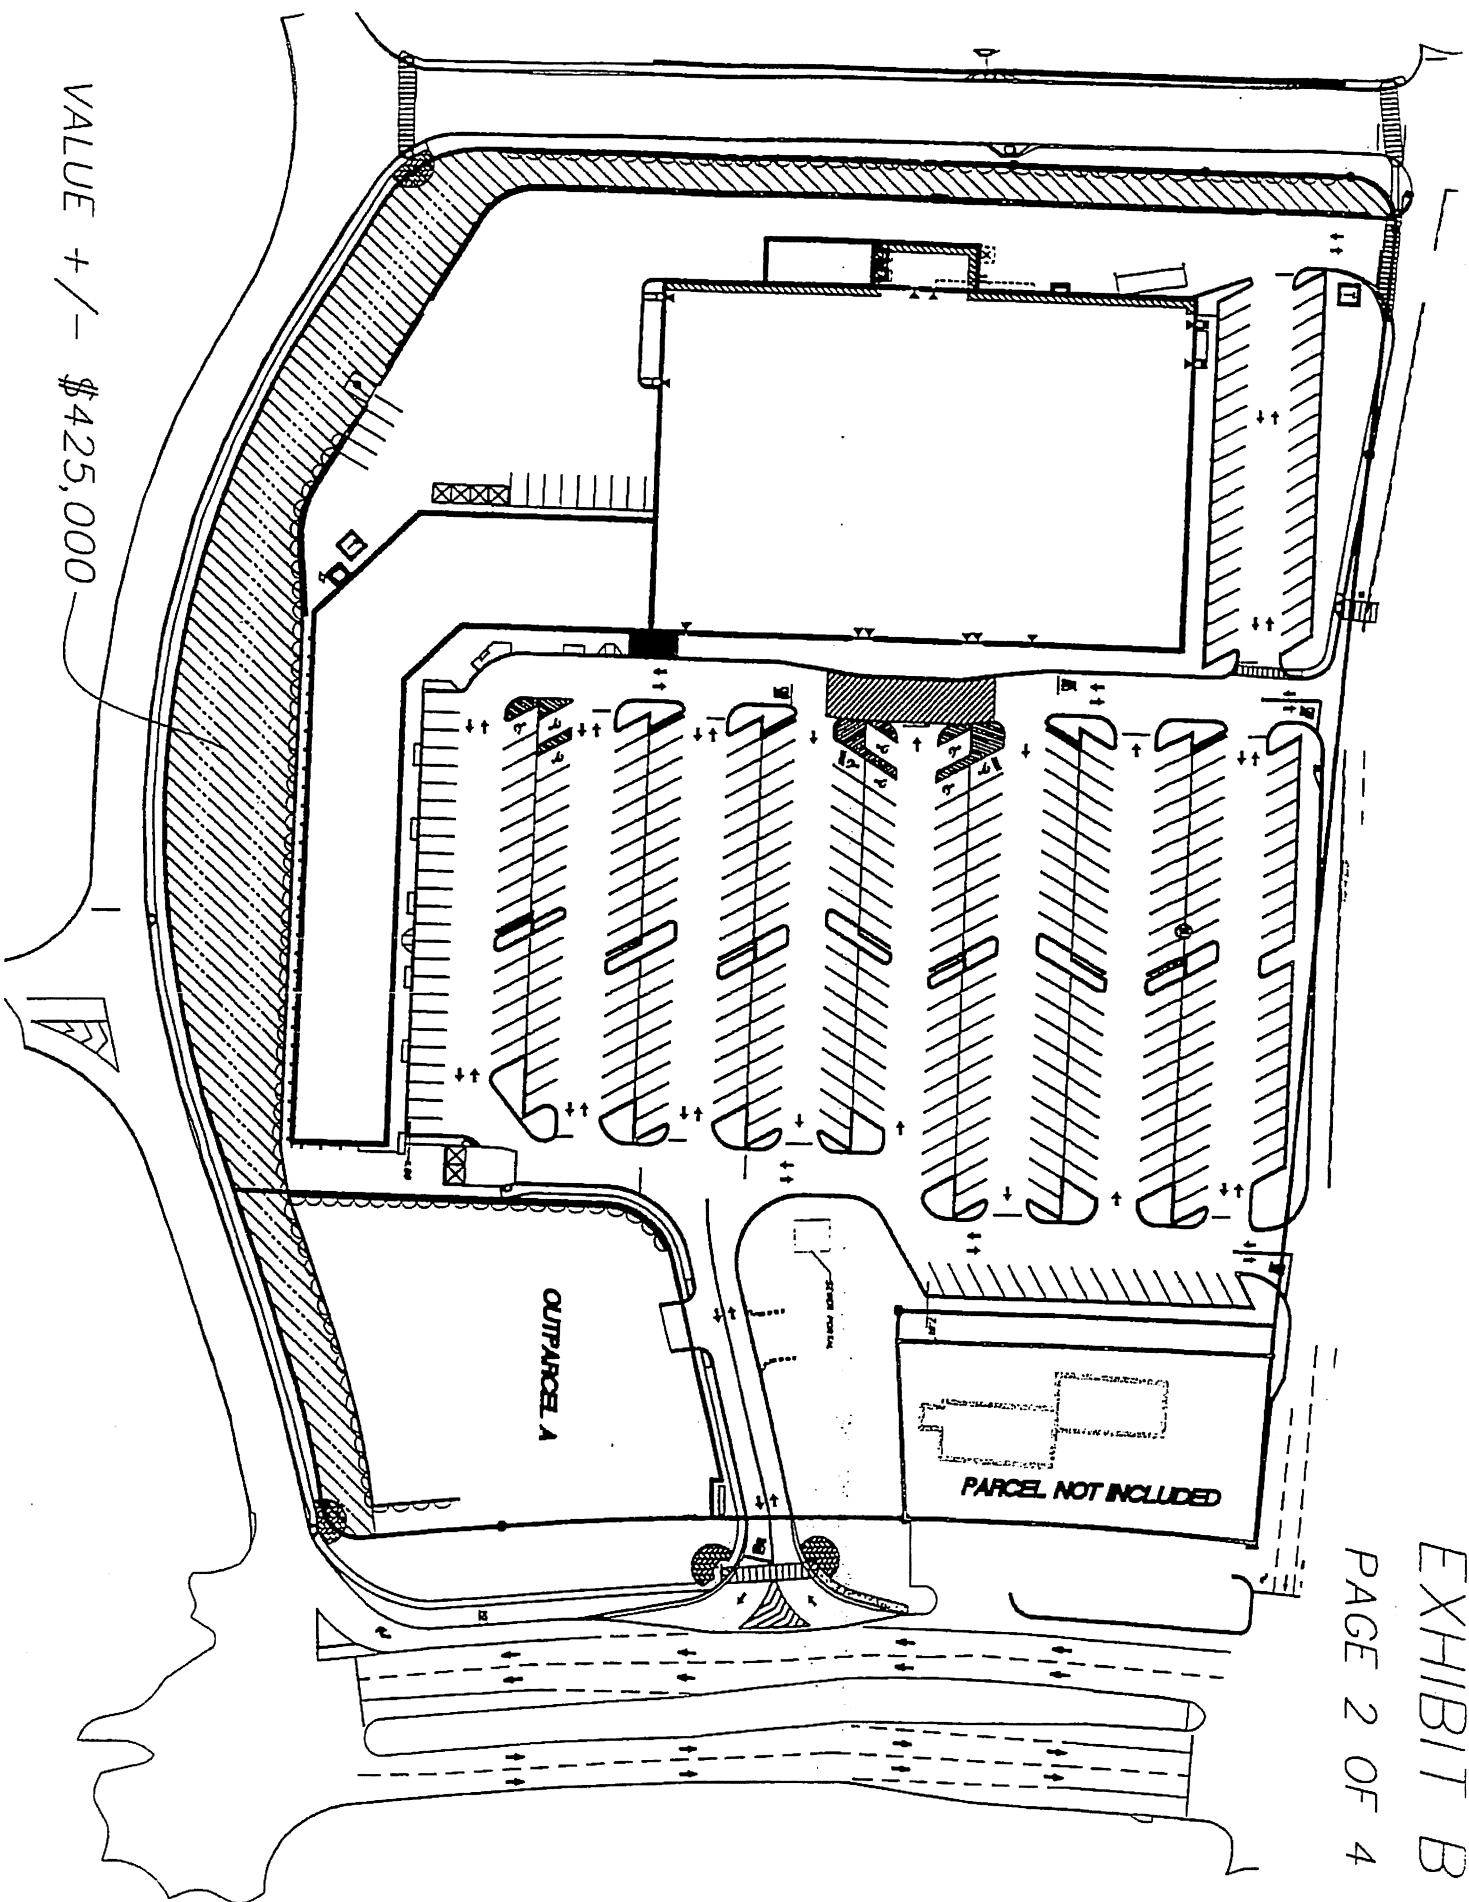 EXHIBIT B
PAGE 2 OF 4
VALUE +/- $425,000
OUTPARCEL A
PARCEL NOT INCLUDED